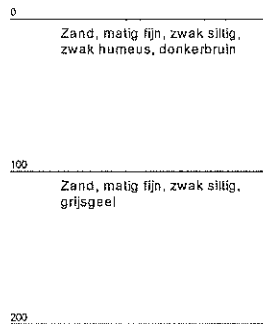 0
Zand, matig fijn, zwak siltig,
zwak humeus, donkerbruin
100
Zand, matig fijn, zwak siltig,
grijsgeel
200